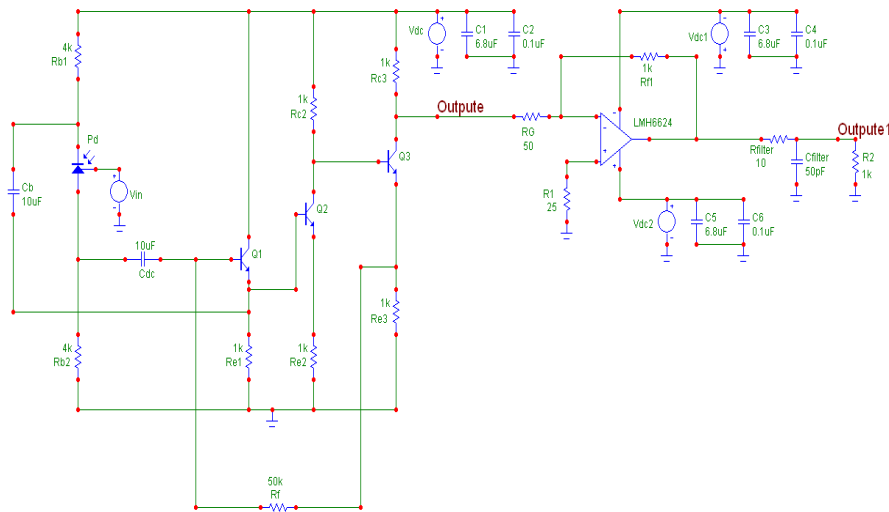 4k
Rb1
Pd
Vin
Cb
10uF
10uF
Cdc
4k
Rb2
Q1
1k
Re1
1k
Rc2
Q2
1k
Re2
1k
Rc3
Q3
1k
Re3
50k
Rf
Vdc
C1
6.8uF
C2
0.1uF
Outpute
RG
50
1k
Rf1
LMH6624
R1
25
Vdc1
C3
6.8uF
C4
0.1uF
Vdc2
C5
6.8uF
C6
0.1uF
Rfilter
10
Cfilter
50pF
Outpute1
R2
1k